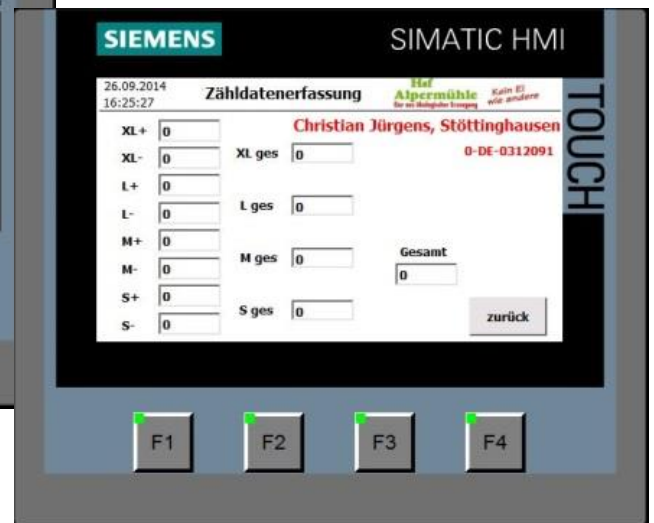 SIEMENS
SIMATIC HMI
TOUCH
26.09.2014
16:25:27
Zähldatenerfassung
Hof
Alpermühle
Kein Ei
wie andere
Christian Jürgens, Stöttinghausen
0-DE-0312091
XL+ 0
XL- 0
XL ges 0
L+ 0
L- 0
L ges 0
M+ 0
M- 0
M ges 0
Gesamt
0
S+ 0
S- 0
S ges 0
zurück
F1 F2 F3 F4